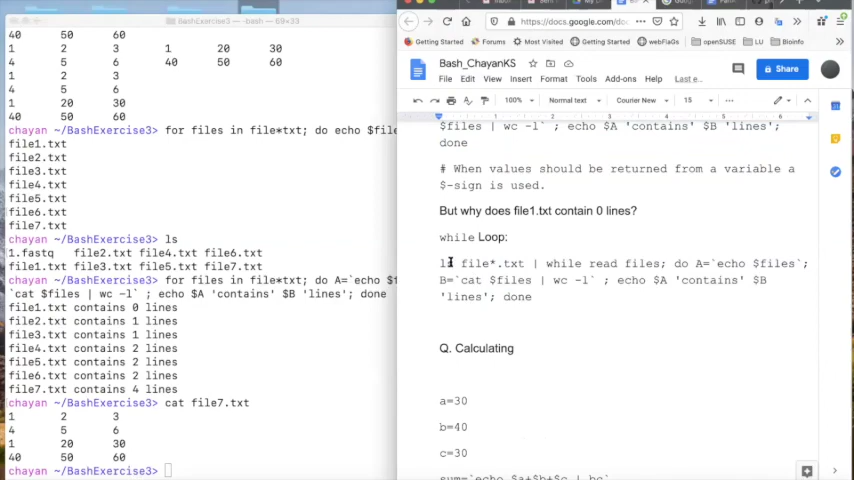 BashExercise3 — -bash — 69×33
40 50 60
1 2 3 1 20 30
4 5 6 40 50 60
1 2 3
4 5 6
1 20 30
40 50 60
chayan ~/BashExercise3> for files in file*txt; do echo $file
file1.txt
file2.txt
file3.txt
file4.txt
file5.txt
file6.txt
file7.txt
chayan ~/BashExercise3> ls
1.fastq file2.txt file4.txt file6.txt
file1.txt file3.txt file5.txt file7.txt
chayan ~/BashExercise3> for files in file*txt; do A=`echo $f
`cat $files | wc -l` ; echo $A 'contains' $B 'lines'; done
file1.txt contains 0 lines
file2.txt contains 1 lines
file3.txt contains 1 lines
file4.txt contains 2 lines
file5.txt contains 2 lines
file6.txt contains 2 lines
file7.txt contains 4 lines
chayan ~/BashExercise3> cat file7.txt
1 2 3
4 5 6
1 20 30
40 50 60
chayan ~/BashExercise3>
https://docs.google.com/do
Getting Started Forums Most Visited Getting Started webFlaGs openSUSE LU Bioinfo
Bash_ChayanKS
File Edit View Insert Format Tools Add-ons Help Last e...
Share
100% Normal text Courier New 15
1 2 3 4 5 6
$files | wc -l` ; echo $A 'contains' $B 'lines';
done
# When values should be returned from a variable a
$-sign is used.
But why does file1.txt contain 0 lines?
while Loop:
ls file*.txt | while read files; do A=`echo $files`;
B=`cat $files | wc -l` ; echo $A 'contains' $B
'lines'; done
Q. Calculating
a=30
b=40
c=30
sum=`echo $a+$b+$c | bc`